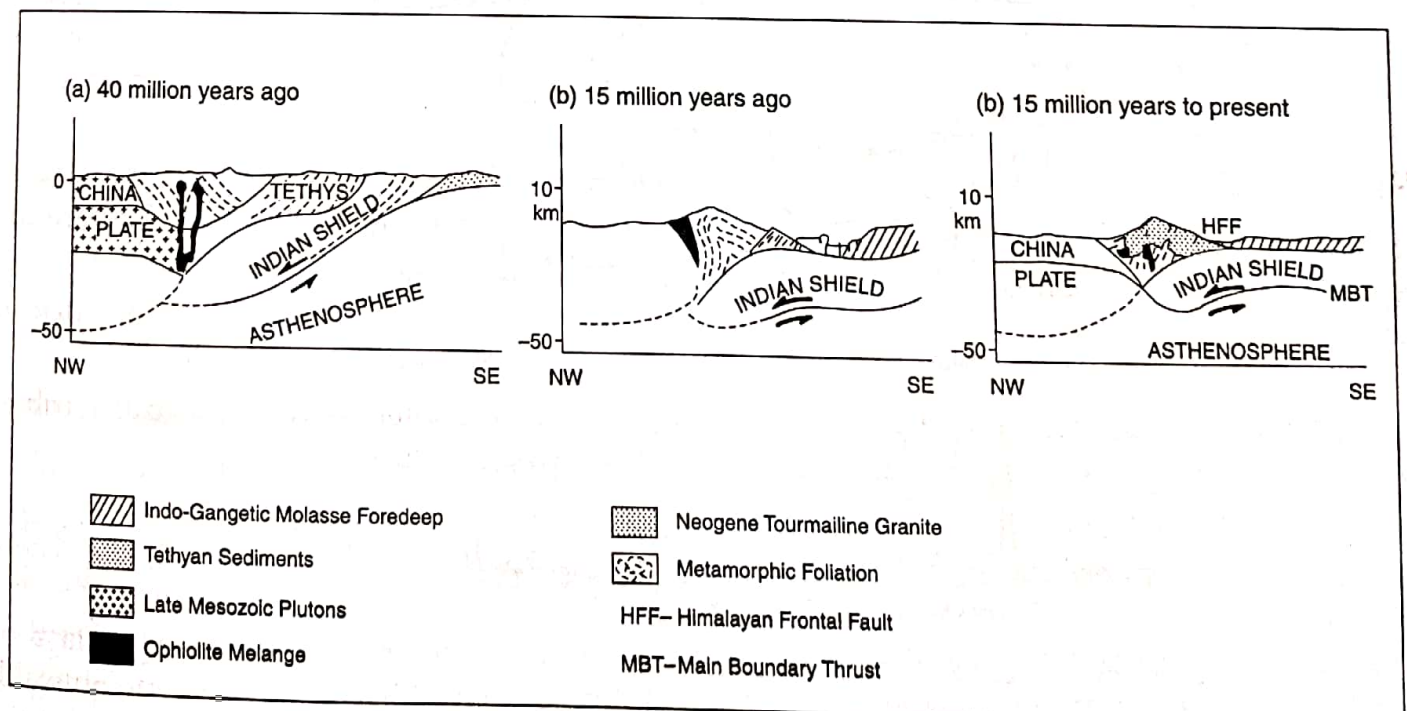 (a) 40 million years ago
0
CHINA
PLATE
TETHYS
INDIAN SHIELD
ASTHENOSPHERE
–50
NW
SE
(b) 15 million years ago
10
km
INDIAN SHIELD
–50
NW
SE
(b) 15 million years to present
10
km
HFF
CHINA
PLATE
INDIAN SHIELD
MBT
–50
ASTHENOSPHERE
NW
SE
Indo-Gangetic Molasse Foredeep
Tethyan Sediments
Late Mesozoic Plutons
Ophiolite Melange
Neogene Tourmailine Granite
Metamorphic Foliation
HFF– Himalayan Frontal Fault
MBT–Main Boundary Thrust